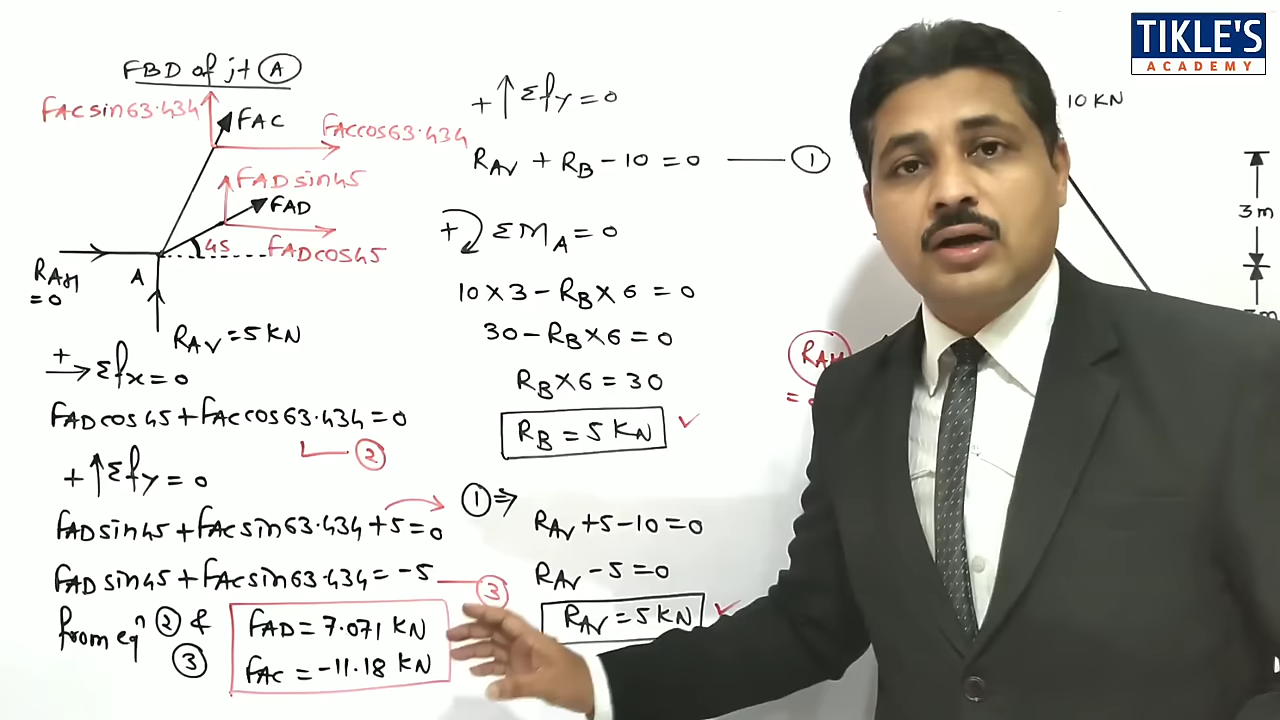 TIKLE'S
ACADEMY
FBD of jt A
FAC sin63.434
FAC
FAC cos63.434
FAD sin45
FAD
45
FAD cos45
A
RAH
=0
RAV = 5 KN
+→ Σfx = 0
FAD cos45 + FAC cos63.434 = 0
②
+↑Σfy = 0
FAD sin45 + FAC sin63.434 + 5 = 0
FAD sin45 + FAC sin63.434 = -5 — ③
from eqn ② & ③
FAD = 7.071 KN
FAC = -11.18 KN
+↑Σfy = 0
RAV + RB - 10 = 0 — ①
+ ΣMA = 0
10 × 3 - RB × 6 = 0
30 - RB × 6 = 0
RB × 6 = 30
RB = 5 KN ✓
① ⇒
RAV + 5 - 10 = 0
RAV - 5 = 0
RAV = 5 KN ✓
10 KN
3 m
RAH
=